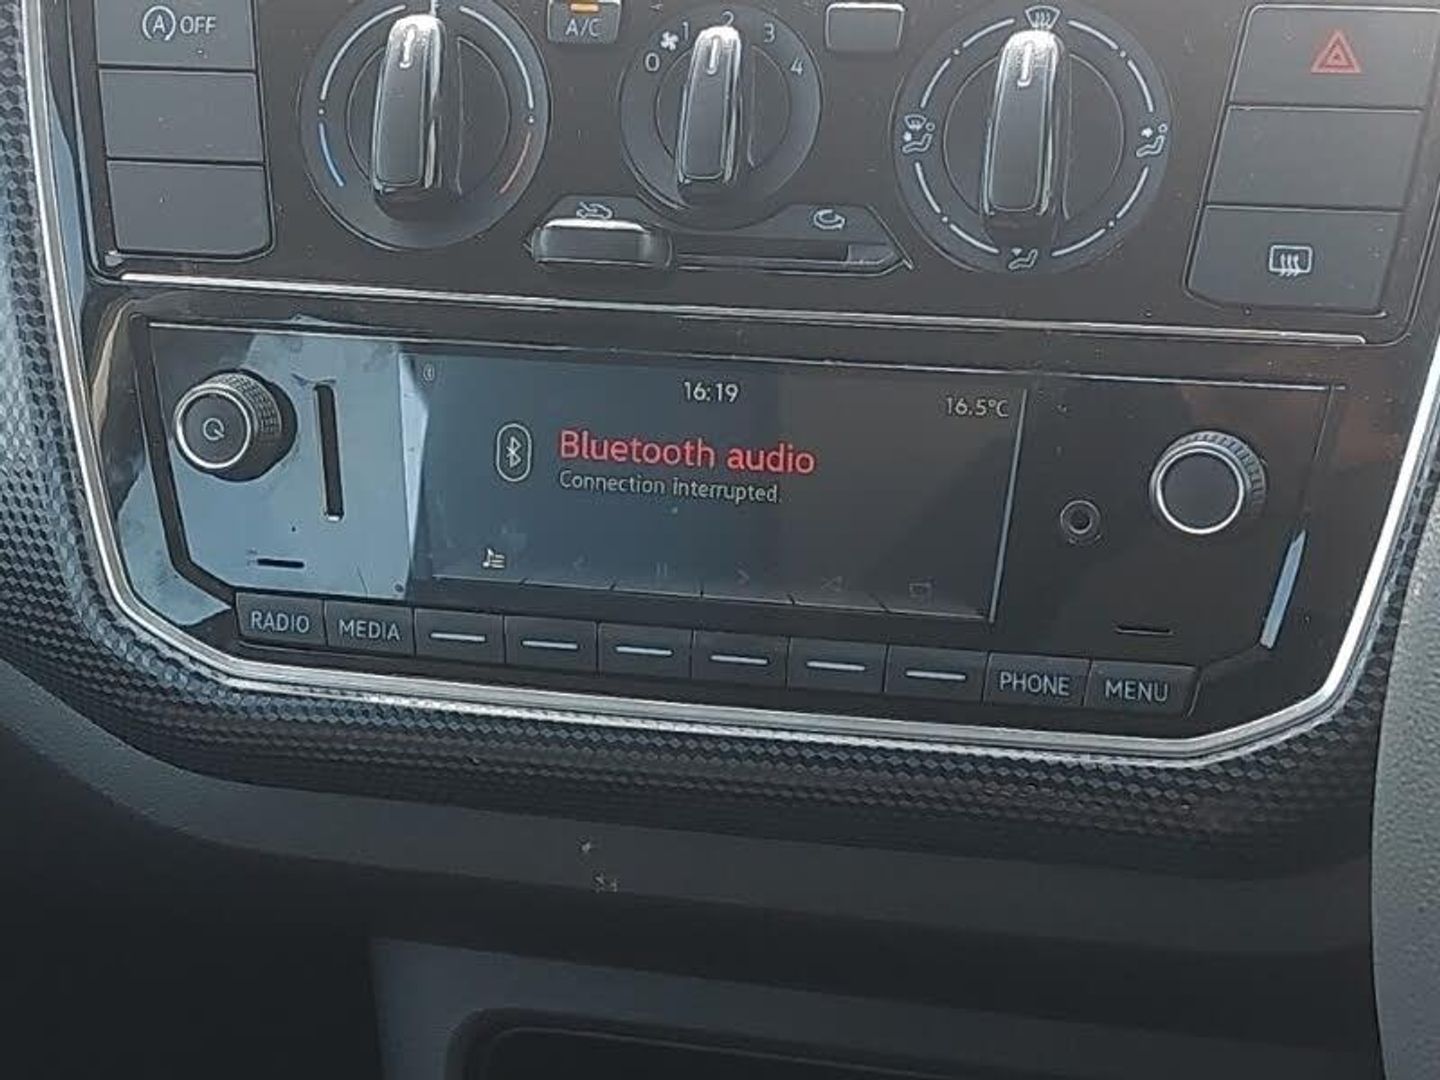 OFF
A/C
0 1 2 3 4
16:19
16.5°C
Bluetooth audio
Connection interrupted.
RADIO MEDIA PHONE MENU